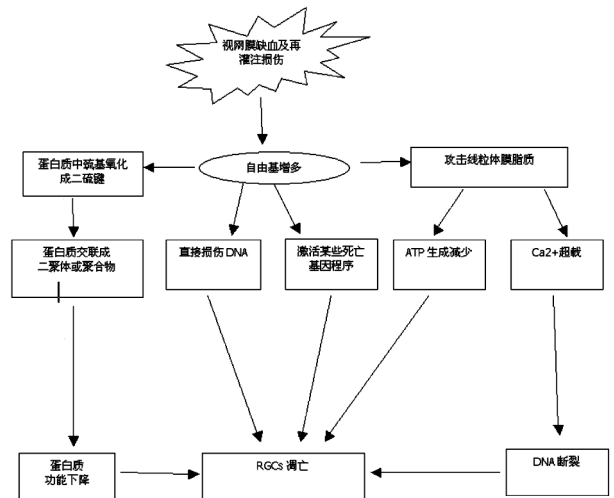 视网膜缺血及再
灌注损伤
蛋白质中巯基氧化
成二硫键
自由基增多
攻击线粒体膜脂质
蛋白质交联成
二聚体或聚合物
直接损伤 DNA
激活某些死亡
基因程序
ATP 生成减少
Ca2+超载
蛋白质
功能下降
RGCs 凋亡
DNA 断裂